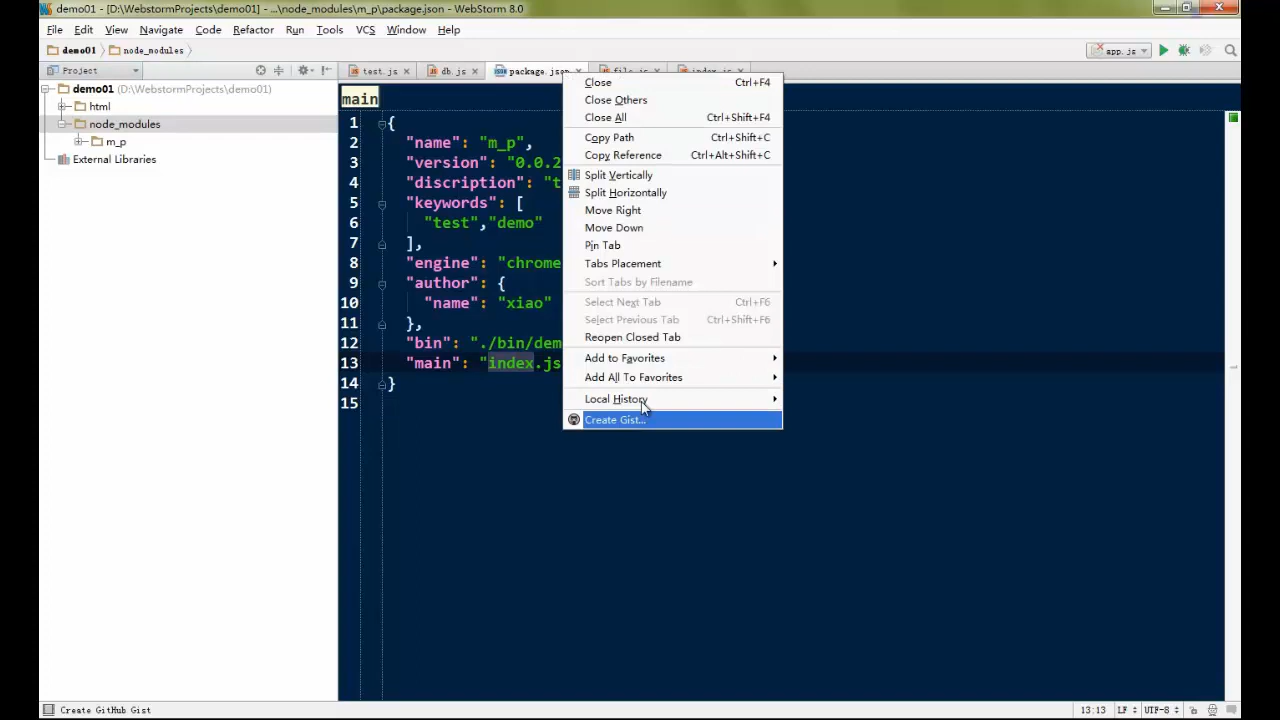 demo01 - [D:\WebstormProjects\demo01] - ...\node_modules\m_p\package.json - WebStorm 8.0
File Edit View Navigate Code Refactor Run Tools VCS Window Help
demo01 node_modules app.js
Project test.js db.js package.json file.js index.js
demo01 (D:\WebstormProjects\demo01)
html
node_modules
m_p
External Libraries
main
1 {
2 "name": "m_p",
3 "version": "0.0.2
4 "discription": "t
5 "keywords": [
6 "test","demo"
7 ],
8 "engine": "chrome
9 "author": {
10 "name": "xiao"
11 },
12 "bin": "./bin/dem
13 "main": "index.js
14 }
15
Close Ctrl+F4
Close Others
Close All Ctrl+Shift+F4
Copy Path Ctrl+Shift+C
Copy Reference Ctrl+Alt+Shift+C
Split Vertically
Split Horizontally
Move Right
Move Down
Pin Tab
Tabs Placement
Sort Tabs by Filename
Select Next Tab Ctrl+F6
Select Previous Tab Ctrl+Shift+F6
Reopen Closed Tab
Add to Favorites
Add All To Favorites
Local History
Create Gist...
Create GitHub Gist 13:13 LF UTF-8